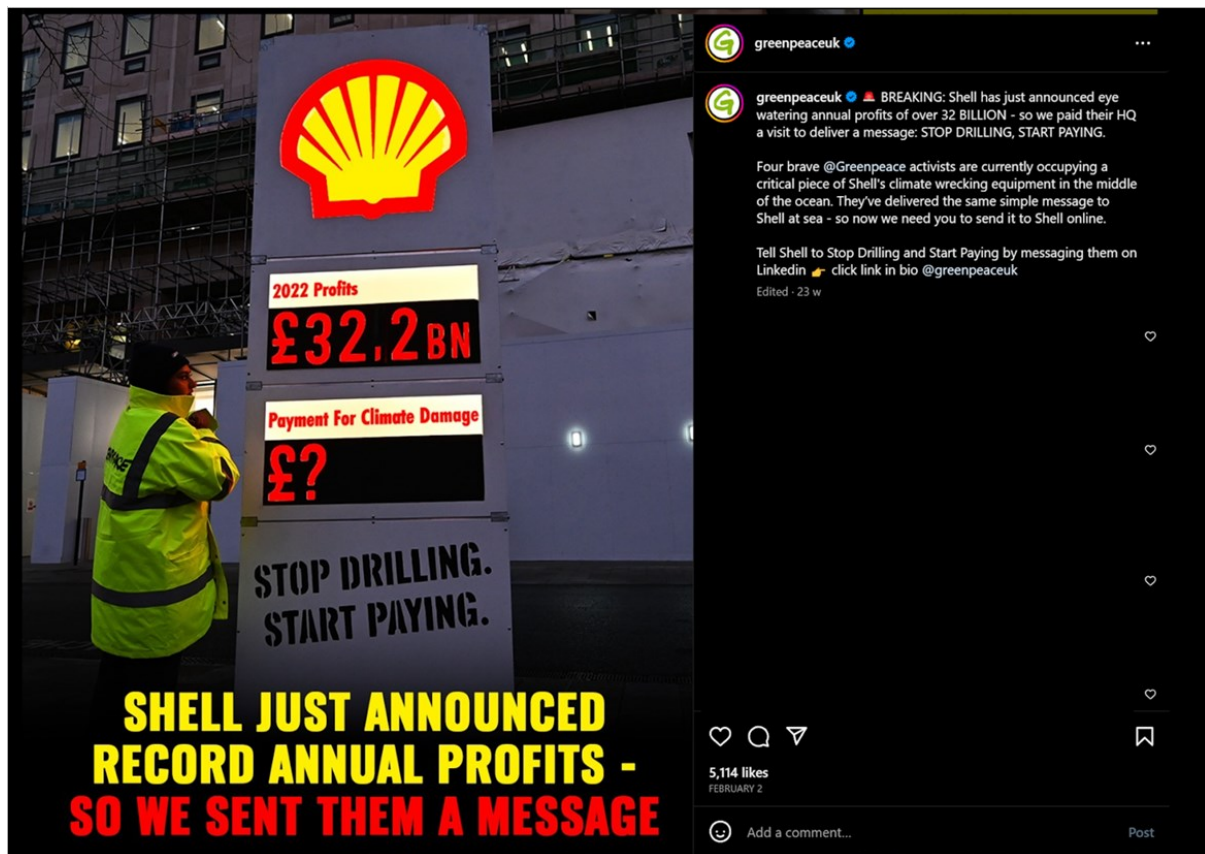 2022 Profits
£32.2 BN
Payment For Climate Damage
£?
STOP DRILLING.
START PAYING.
SHELL JUST ANNOUNCED
RECORD ANNUAL PROFITS -
SO WE SENT THEM A MESSAGE
greenpeaceuk
greenpeaceuk 🚨 BREAKING: Shell has just announced eye
watering annual profits of over 32 BILLION - so we paid their HQ
a visit to deliver a message: STOP DRILLING, START PAYING.
Four brave @Greenpeace activists are currently occupying a
critical piece of Shell's climate wrecking equipment in the middle
of the ocean. They've delivered the same simple message to
Shell at sea - so now we need you to send it to Shell online.
Tell Shell to Stop Drilling and Start Paying by messaging them on
Linkedin 👉 click link in bio @greenpeaceuk
Edited · 23 w
5,114 likes
FEBRUARY 2
Add a comment...
Post